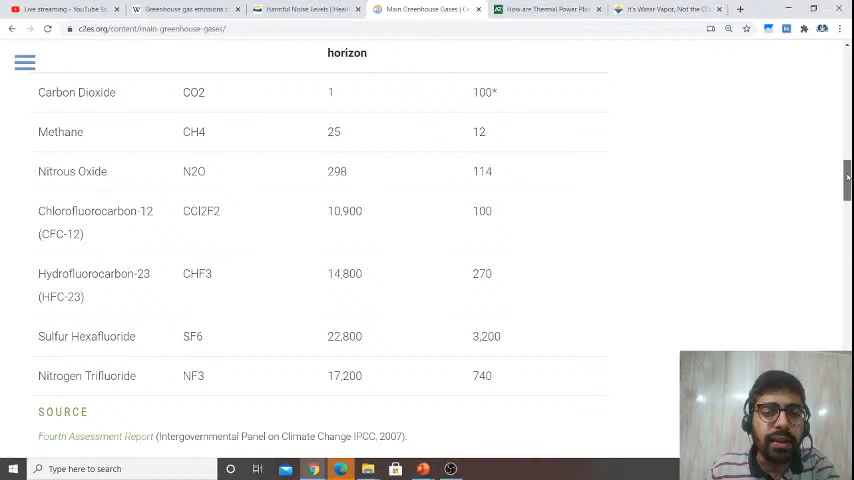 Live streaming - YouTube S
Greenhouse gas emissions b
Harmful Noise Levels | Heal
Main Greenhouse Gases | Ce
How are Thermal Power Plan
It's Water Vapor, Not the CO
c2es.org/content/main-greenhouse-gases/
horizon
Carbon Dioxide CO2 1 100*
Methane CH4 25 12
Nitrous Oxide N2O 298 114
Chlorofluorocarbon-12 CCl2F2 10,900 100
(CFC-12)
Hydrofluorocarbon-23 CHF3 14,800 270
(HFC-23)
Sulfur Hexafluoride SF6 22,800 3,200
Nitrogen Trifluoride NF3 17,200 740
SOURCE
Fourth Assessment Report (Intergovernmental Panel on Climate Change IPCC, 2007).
Type here to search